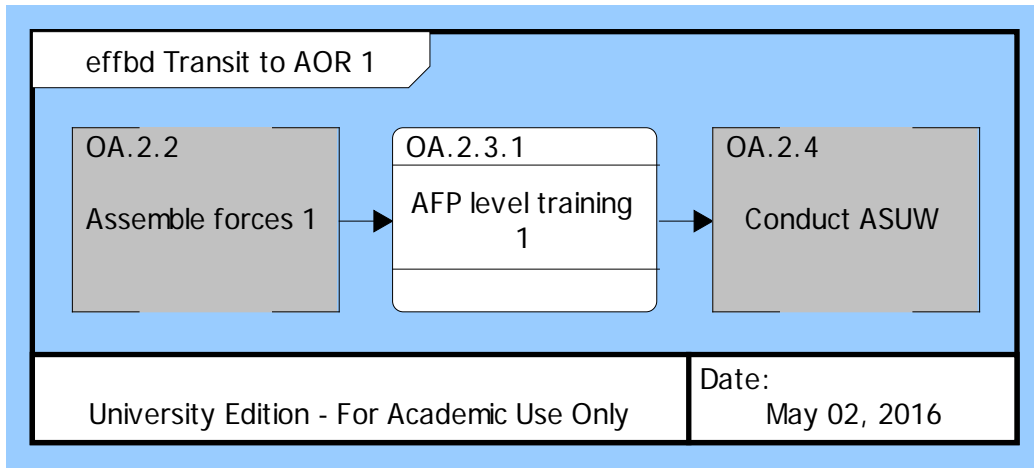 effbd Transit to AOR 1
OA.2.2
Assemble forces 1
OA.2.3.1
AFP level training
1
OA.2.4
Conduct ASUW
University Edition - For Academic Use Only
Date:
May 02, 2016